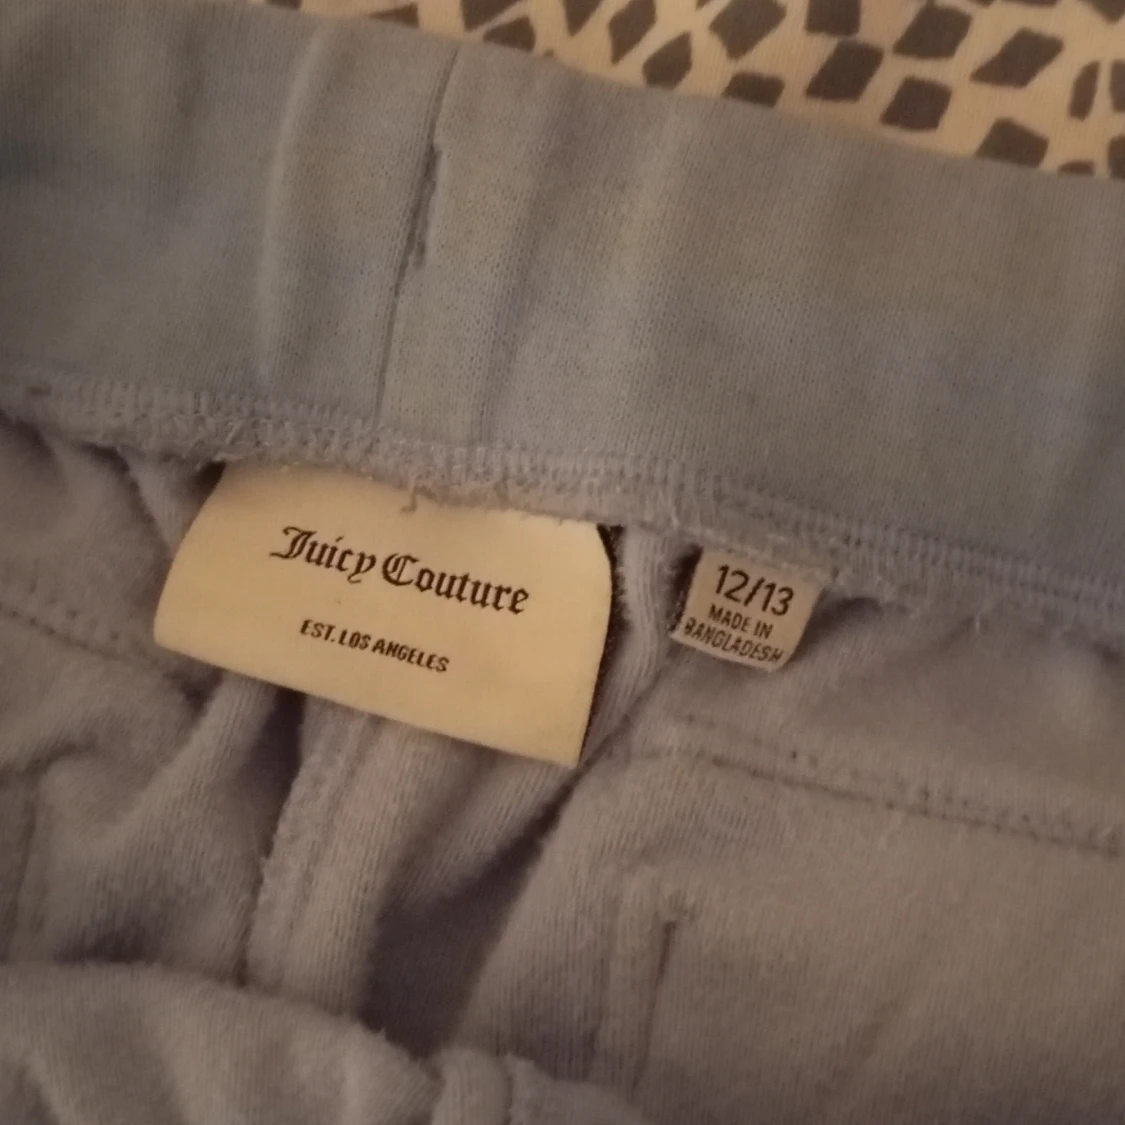 Juicy Couture
EST. LOS ANGELES
12/13
MADE IN
BANGLADESH